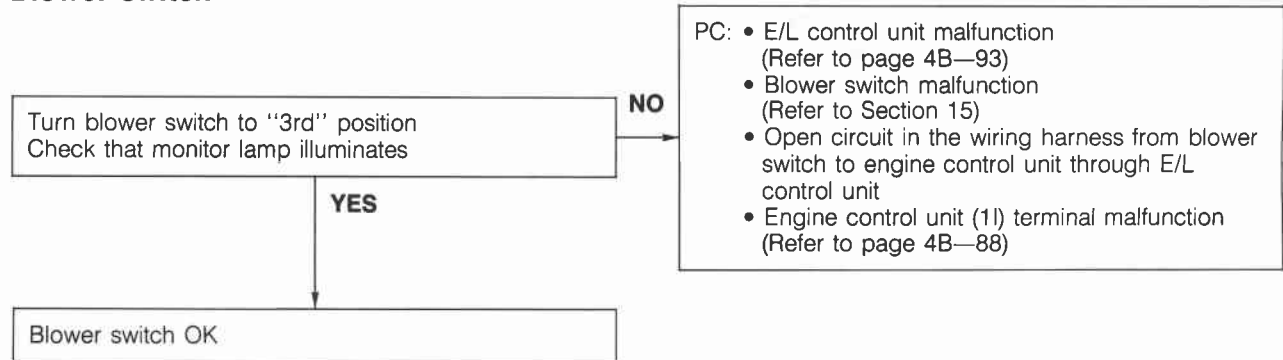 Turn blower switch to "3rd" position
Check that monitor lamp illuminates
NO
PC: • E/L control unit malfunction
(Refer to page 4B—93)
• Blower switch malfunction
(Refer to Section 15)
• Open circuit in the wiring harness from blower
switch to engine control unit through E/L
control unit
• Engine control unit (1I) terminal malfunction
(Refer to page 4B—88)
YES
Blower switch OK